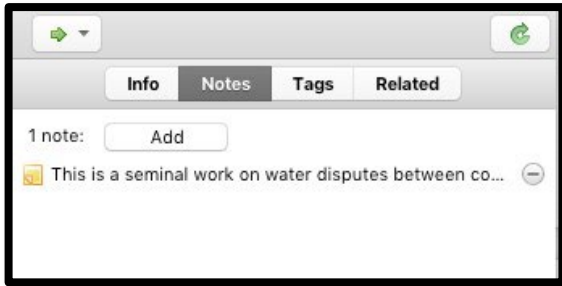 Info Notes Tags Related
1 note: Add
This is a seminal work on water disputes between co...